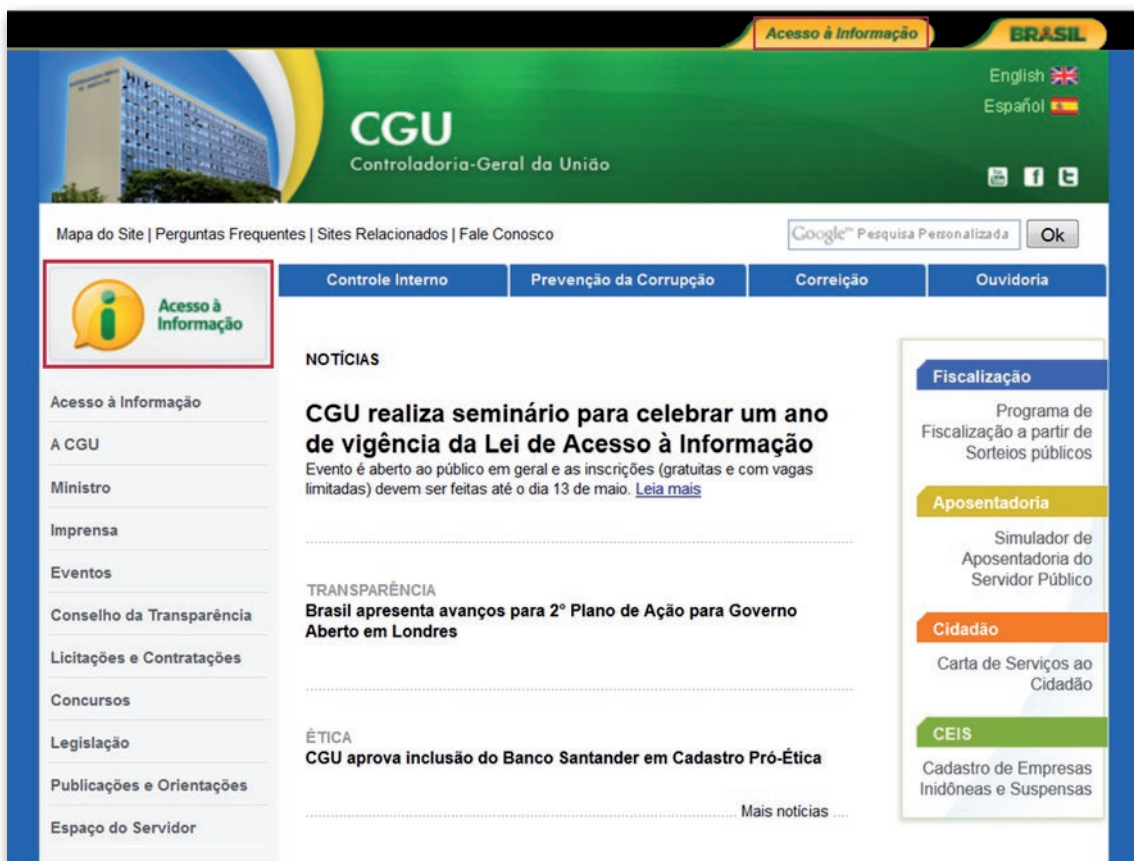 Acesso à Informação
BRASIL
English
Español
CGU
Controladoria-Geral da União
Mapa do Site | Perguntas Frequentes | Sites Relacionados | Fale Conosco
Google™ Pesquisa Personalizada
Ok
Acesso à
Informação
Controle Interno
Prevenção da Corrupção
Correição
Ouvidoria
Acesso à Informação
A CGU
Ministro
Imprensa
Eventos
Conselho da Transparência
Licitações e Contratações
Concursos
Legislação
Publicações e Orientações
Espaço do Servidor
NOTÍCIAS
CGU realiza seminário para celebrar um ano
de vigência da Lei de Acesso à Informação
Evento é aberto ao público em geral e as inscrições (gratuitas e com vagas
limitadas) devem ser feitas até o dia 13 de maio. Leia mais
TRANSPARÊNCIA
Brasil apresenta avanços para 2° Plano de Ação para Governo
Aberto em Londres
ÉTICA
CGU aprova inclusão do Banco Santander em Cadastro Pró-Ética
Mais notícias
Fiscalização
Programa de
Fiscalização a partir de
Sorteios públicos
Aposentadoria
Simulador de
Aposentadoria do
Servidor Público
Cidadão
Carta de Serviços ao
Cidadão
CEIS
Cadastro de Empresas
Inidôneas e Suspensas